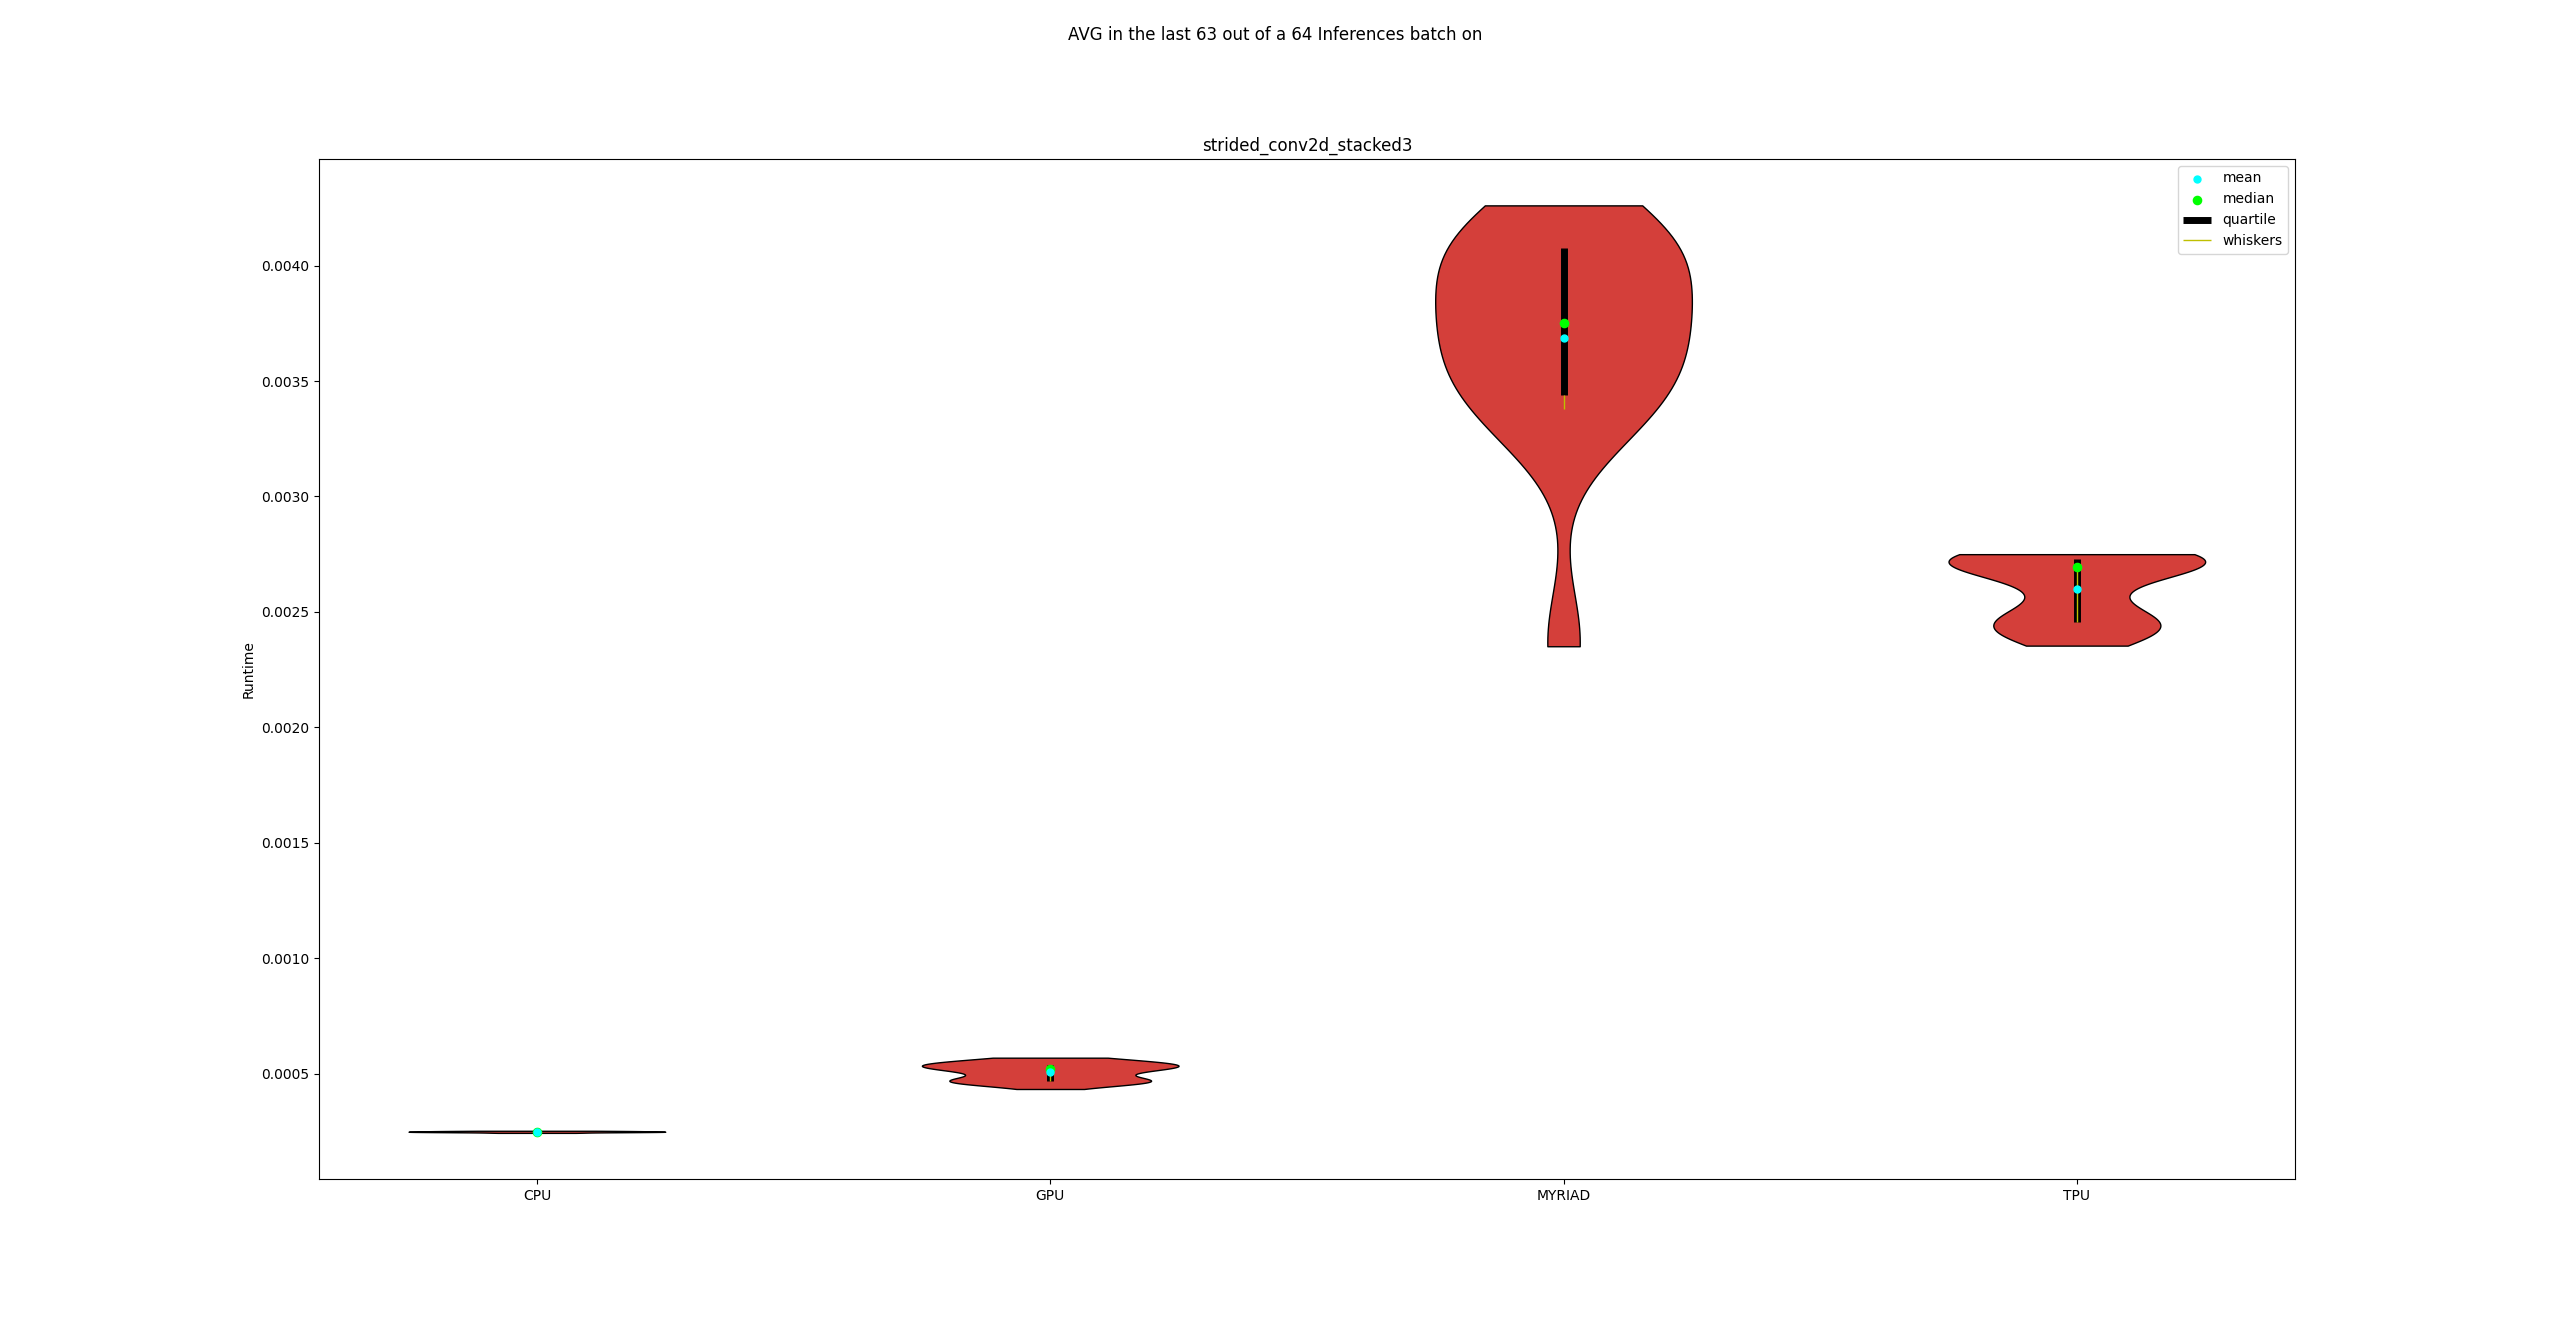 AVG in the last 63 out of a 64 Inferences batch on
strided_conv2d_stacked3
mean
median
quartile
whiskers
0.0040
0.0035
0.0030
0.0025
0.0020
0.0015
0.0010
0.0005
Runtime
CPU GPU MYRIAD TPU